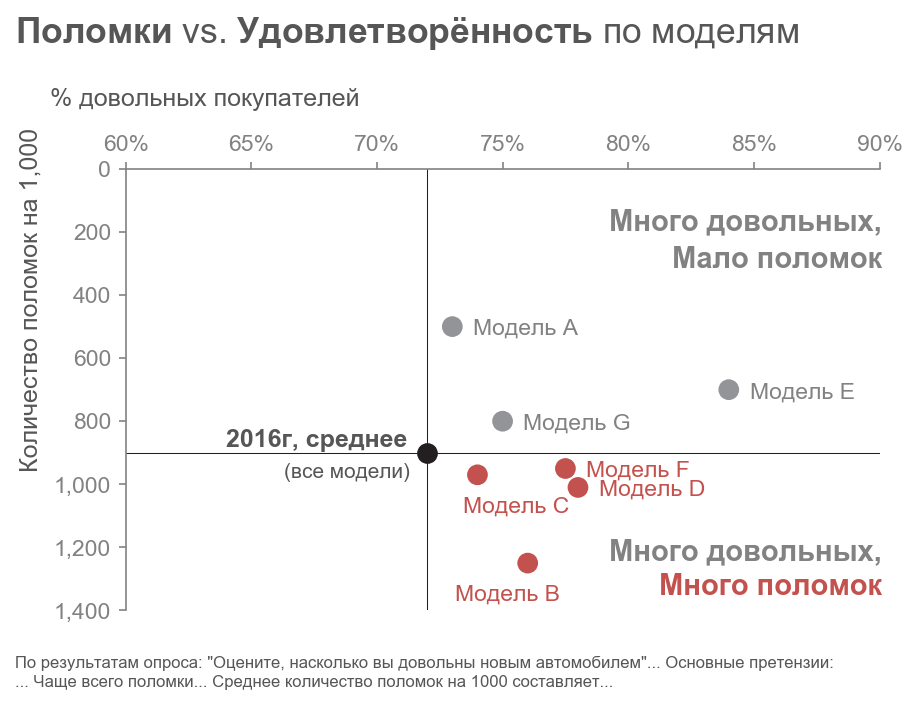 Поломки vs. Удовлетворённость по моделям
% довольных покупателей
60% 65% 70% 75% 80% 85% 90%
Количество поломок на 1,000
0
200
400
600
800
1,000
1,200
1,400
Много довольных,
Мало поломок
Модель A
Модель E
Модель G
2016г, среднее
(все модели)
Модель F
Модель D
Модель C
Модель B
Много довольных,
Много поломок
По результатам опроса: "Оцените, насколько вы довольны новым автомобилем"... Основные претензии:
... Чаще всего поломки... Среднее количество поломок на 1000 составляет...